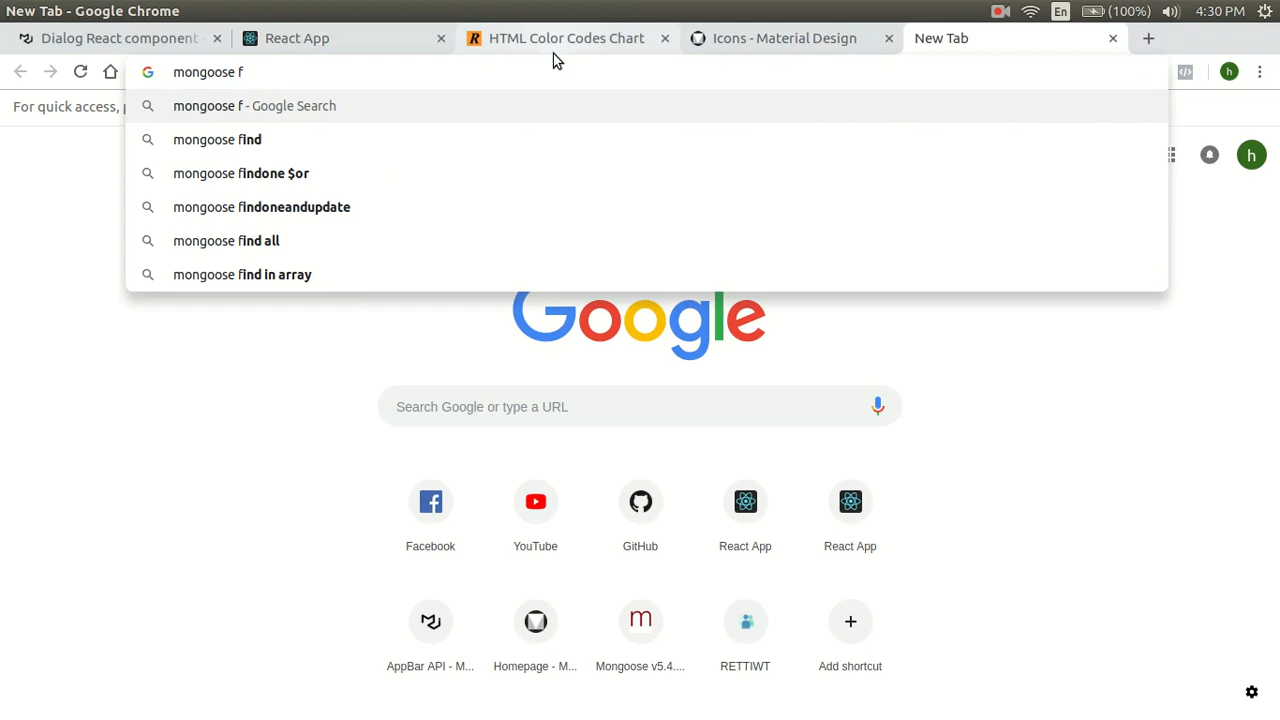 New Tab - Google Chrome
En
(100%)
4:30 PM
Dialog React component -
React App
HTML Color Codes Chart
Icons - Material Design
New Tab
mongoose f
h
For quick access, p
mongoose f - Google Search
mongoose find
mongoose findone $or
mongoose findoneandupdate
mongoose find all
mongoose find in array
h
Google
Search Google or type a URL
Facebook
YouTube
GitHub
React App
React App
m
AppBar API - M...
Homepage - M...
Mongoose v5.4....
RETTIWT
Add shortcut